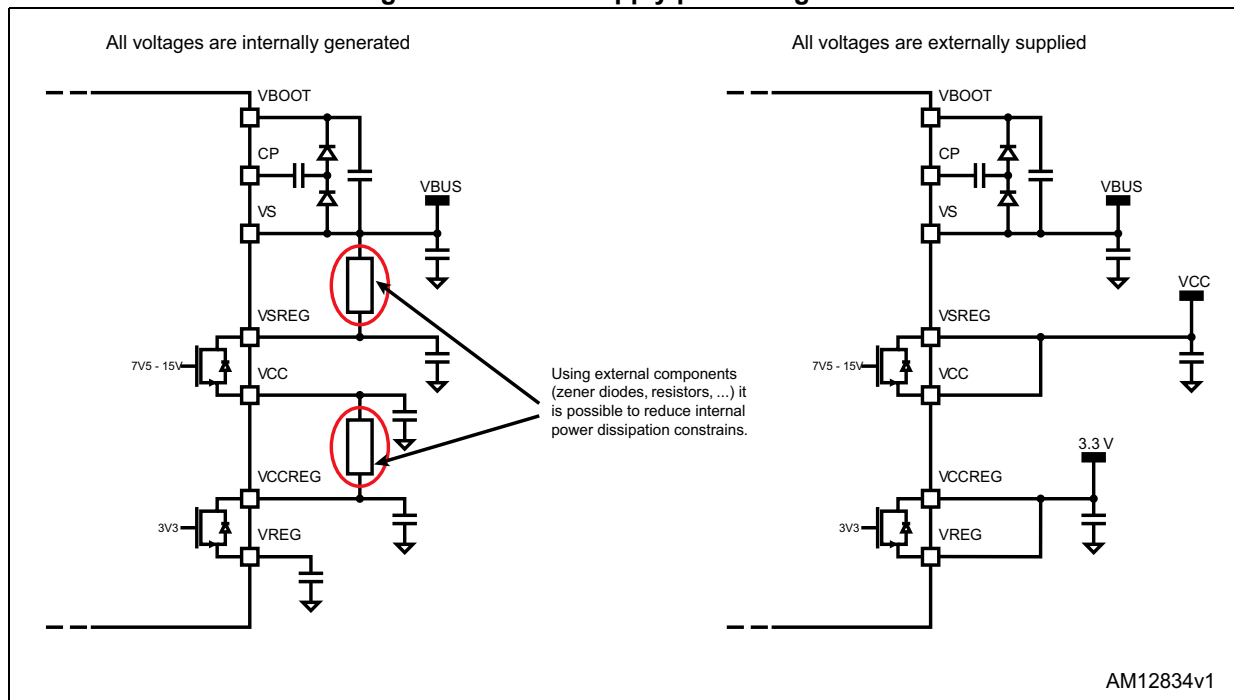 All voltages are internally generated
VBOOT
CP
VBUS
VS
VSREG
7V5 - 15V
VCC
VCCREG
3V3
VREG
Using external components
(zener diodes, resistors, ...) it
is possible to reduce internal
power dissipation constrains.
All voltages are externally supplied
VBOOT
CP
VBUS
VS
VCC
VSREG
7V5 - 15V
VCC
3.3 V
VCCREG
3V3
VREG
AM12834v1